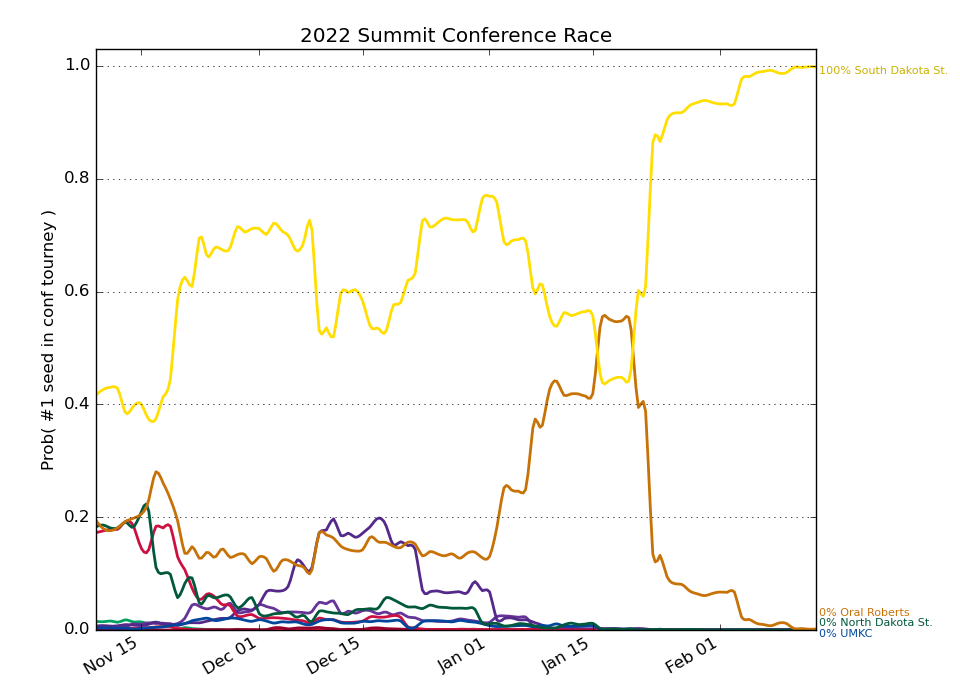 2022 Summit Conference Race
Prob( #1 seed in conf tourney )
1.0
0.8
0.6
0.4
0.2
0.0
Nov 15
Dec 01
Dec 15
Jan 01
Jan 15
Feb 01
100% South Dakota St.
0% Oral Roberts
0% North Dakota St.
0% UMKC